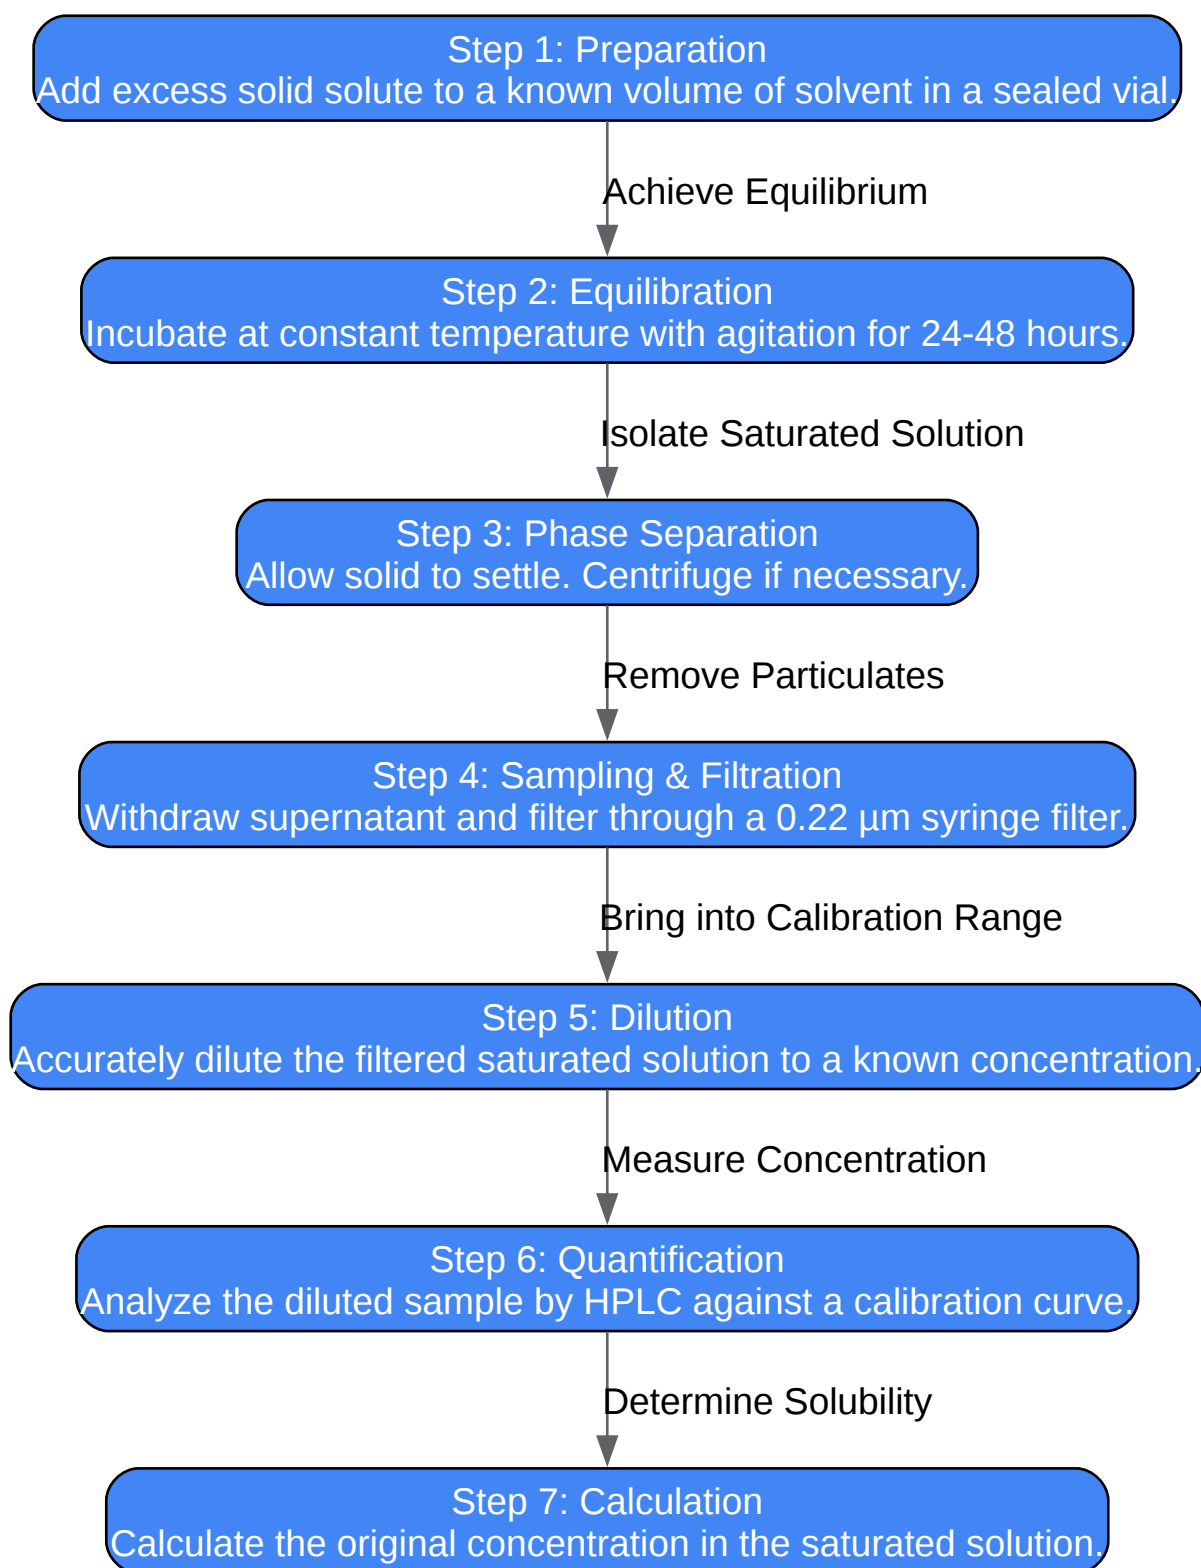 Step 1: Preparation
Add excess solid solute to a known volume of solvent in a sealed vial.
Achieve Equilibrium
Step 2: Equilibration
Incubate at constant temperature with agitation for 24-48 hours.
Isolate Saturated Solution
Step 3: Phase Separation
Allow solid to settle. Centrifuge if necessary.
Remove Particulates
Step 4: Sampling & Filtration
Withdraw supernatant and filter through a 0.22 µm syringe filter.
Bring into Calibration Range
Step 5: Dilution
Accurately dilute the filtered saturated solution to a known concentration.
Measure Concentration
Step 6: Quantification
Analyze the diluted sample by HPLC against a calibration curve.
Determine Solubility
Step 7: Calculation
Calculate the original concentration in the saturated solution.